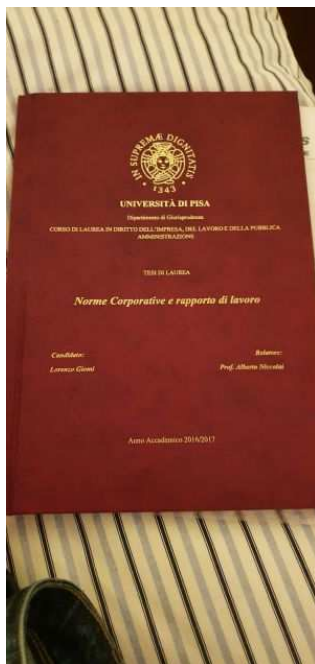 IN SUPREMÆ DIGNITATIS
1343
UNIVERSITÀ DI PISA
Dipartimento di Giurisprudenza
CORSO DI LAUREA IN DIRITTO DELL'IMPRESA, DEL LAVORO E DELLA PUBBLICA
AMMINISTRAZIONE
TESI DI LAUREA
Norme Corporative e rapporto di lavoro
Candidato: Relatore:
Lorenzo Prof. Alberto
Anno Accademico 2016/2017